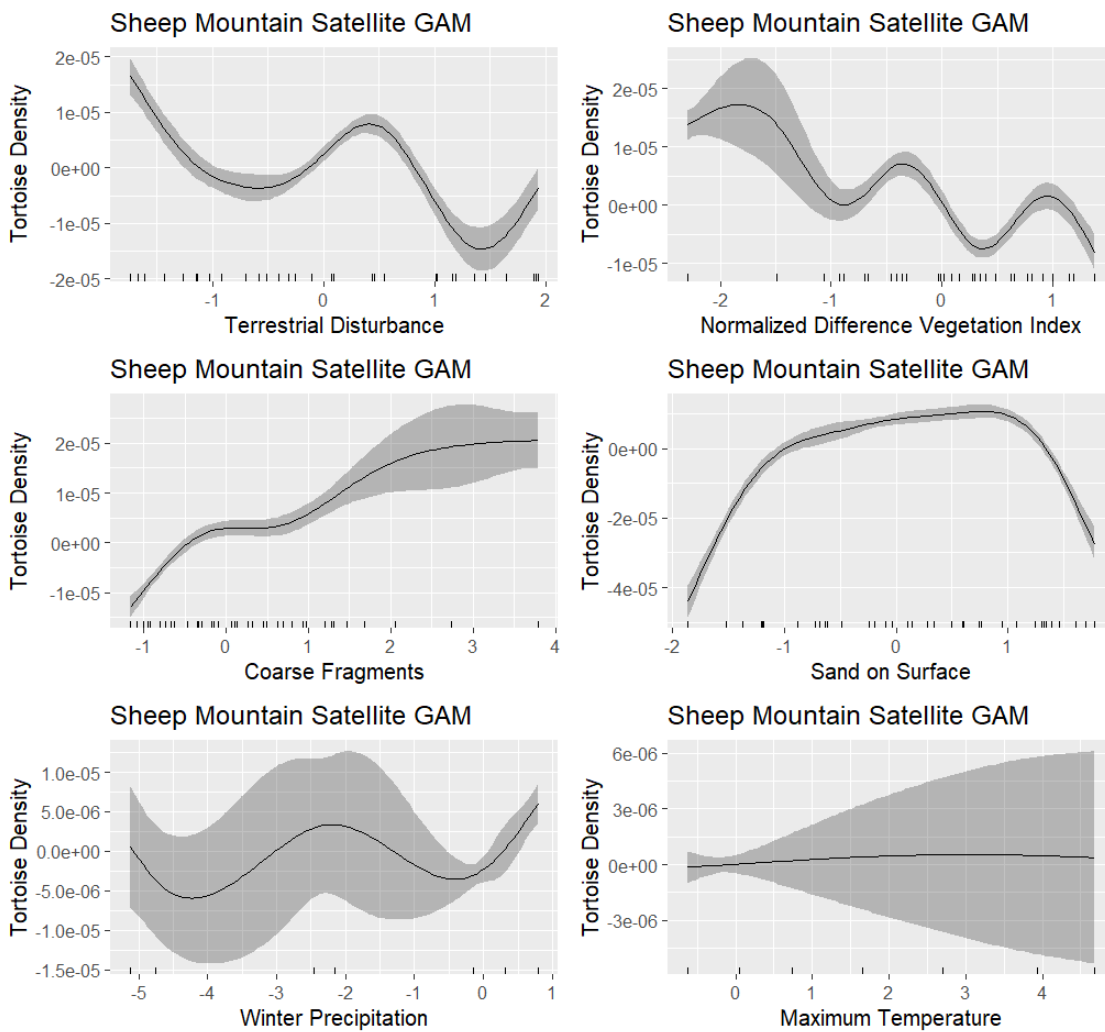 Sheep Mountain Satellite GAM
Tortoise Density
2e-05
1e-05
0e+00
-1e-05
-2e-05
-1 0 1 2
Terrestrial Disturbance
Sheep Mountain Satellite GAM
Tortoise Density
2e-05
1e-05
0e+00
-1e-05
-2 -1 0 1
Normalized Difference Vegetation Index
Sheep Mountain Satellite GAM
Tortoise Density
2e-05
1e-05
0e+00
-1e-05
-1 0 1 2 3 4
Coarse Fragments
Sheep Mountain Satellite GAM
Tortoise Density
0e+00
-2e-05
-4e-05
-2 -1 0 1
Sand on Surface
Sheep Mountain Satellite GAM
Tortoise Density
1.0e-05
5.0e-06
0.0e+00
-5.0e-06
-1.0e-05
-1.5e-05
-5 -4 -3 -2 -1 0 1
Winter Precipitation
Sheep Mountain Satellite GAM
Tortoise Density
6e-06
3e-06
0e+00
-3e-06
0 1 2 3 4
Maximum Temperature